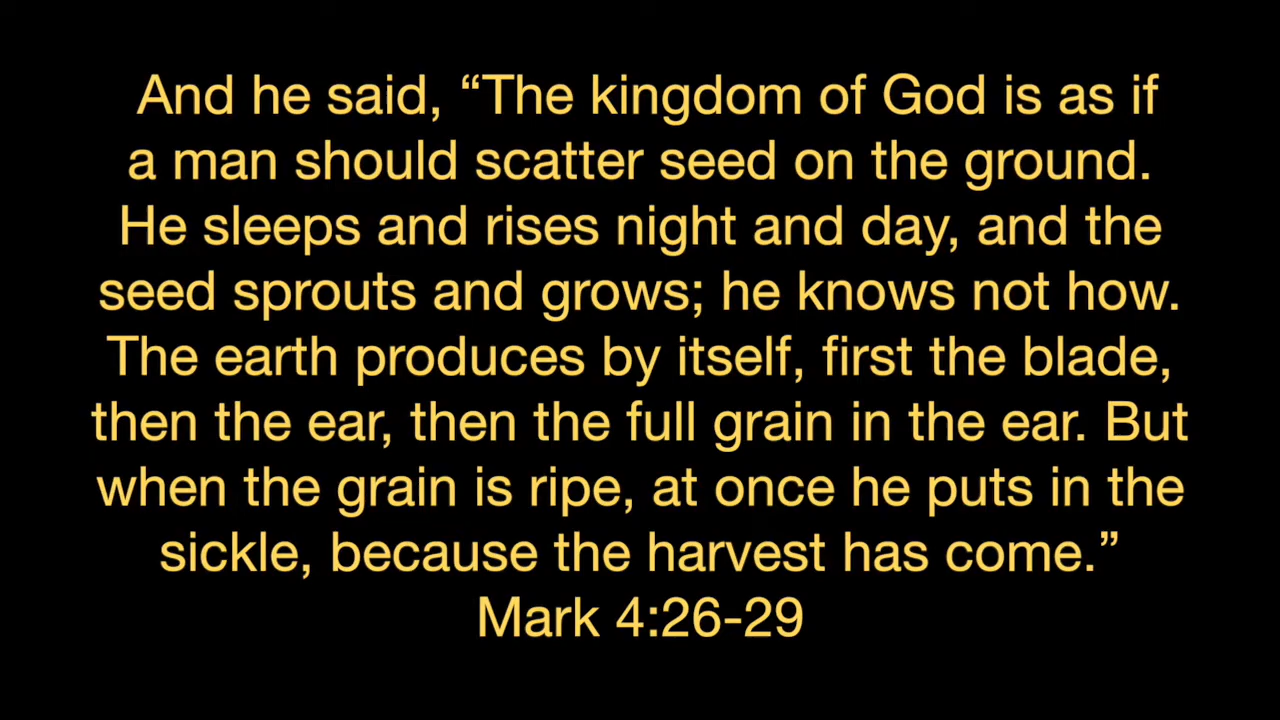 And he said, “The kingdom of God is as if
a man should scatter seed on the ground.
He sleeps and rises night and day, and the
seed sprouts and grows; he knows not how.
The earth produces by itself, first the blade,
then the ear, then the full grain in the ear. But
when the grain is ripe, at once he puts in the
sickle, because the harvest has come.”
Mark 4:26-29